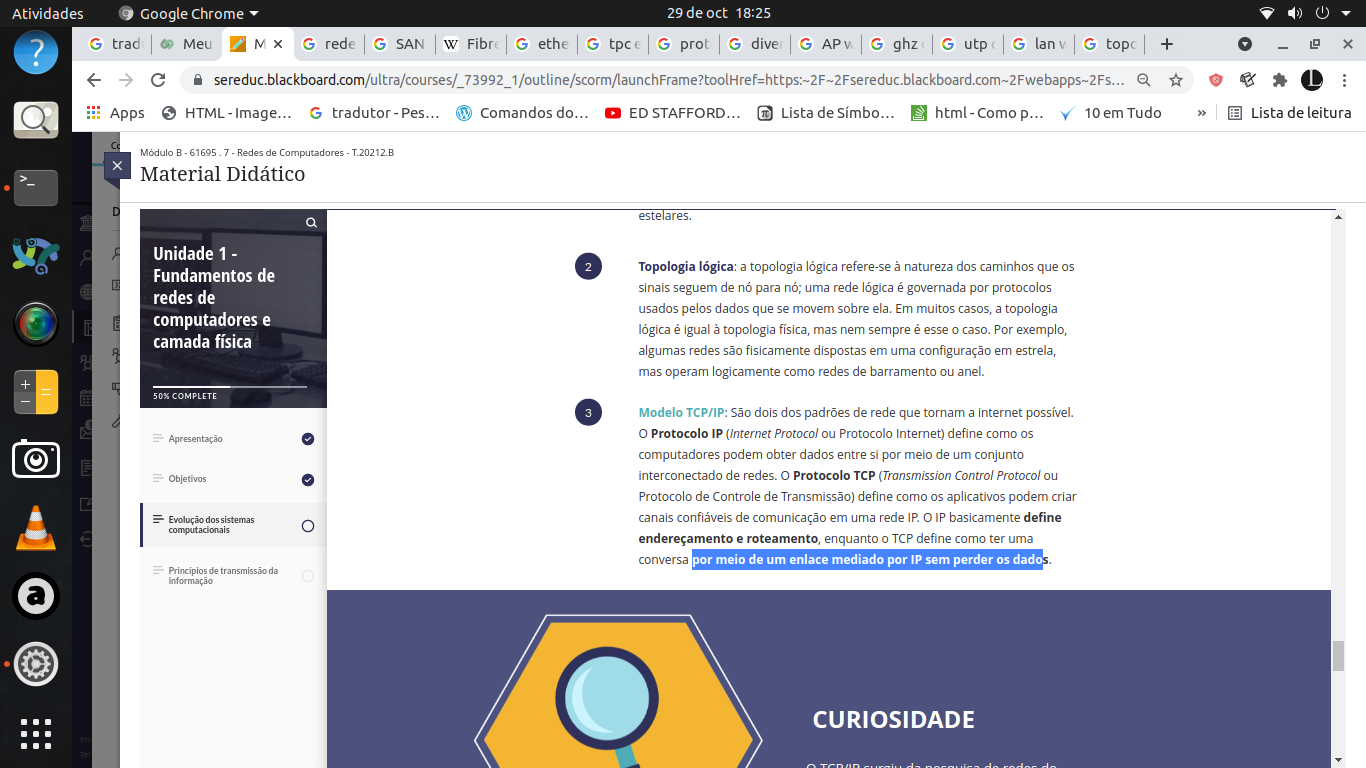 Atividades
Google Chrome
29 de oct 18:25
trad
Meu
M
rede
SAN
Fibre
ethe
tpc e
prot
diver
AP w
ghz
utp c
lan w
topo
sereduc.blackboard.com/ultra/courses/_73992_1/outline/scorm/launchFrame?toolHref=https:~2F~2Fsereduc.blackboard.com~2Fwebapps~2Fs…
Apps
HTML - Image…
tradutor - Pes…
Comandos do…
ED STAFFORD…
Lista de Símbo…
html - Como p…
10 em Tudo
»
Lista de leitura
Módulo B - 61695 . 7 - Redes de Computadores - T.20212.B
Material Didático
Unidade 1 -
Fundamentos de
redes de
computadores e
camada física
50% COMPLETE
Apresentação
Objetivos
Evolução dos sistemas
computacionais
Princípios de transmissão da
informação
estelares.
2
Topologia lógica: a topologia lógica refere-se à natureza dos caminhos que os
sinais seguem de nó para nó; uma rede lógica é governada por protocolos
usados pelos dados que se movem sobre ela. Em muitos casos, a topologia
lógica é igual à topologia física, mas nem sempre é esse o caso. Por exemplo,
algumas redes são fisicamente dispostas em uma configuração em estrela,
mas operam logicamente como redes de barramento ou anel.
3
Modelo TCP/IP: São dois dos padrões de rede que tornam a internet possível.
O Protocolo IP (Internet Protocol ou Protocolo Internet) define como os
computadores podem obter dados entre si por meio de um conjunto
interconectado de redes. O Protocolo TCP (Transmission Control Protocol ou
Protocolo de Controle de Transmissão) define como os aplicativos podem criar
canais confiáveis de comunicação em uma rede IP. O IP basicamente define
endereçamento e roteamento, enquanto o TCP define como ter uma
conversa por meio de um enlace mediado por IP sem perder os dados.
CURIOSIDADE
O TCP/IP surgiu da pesquisa de redes do